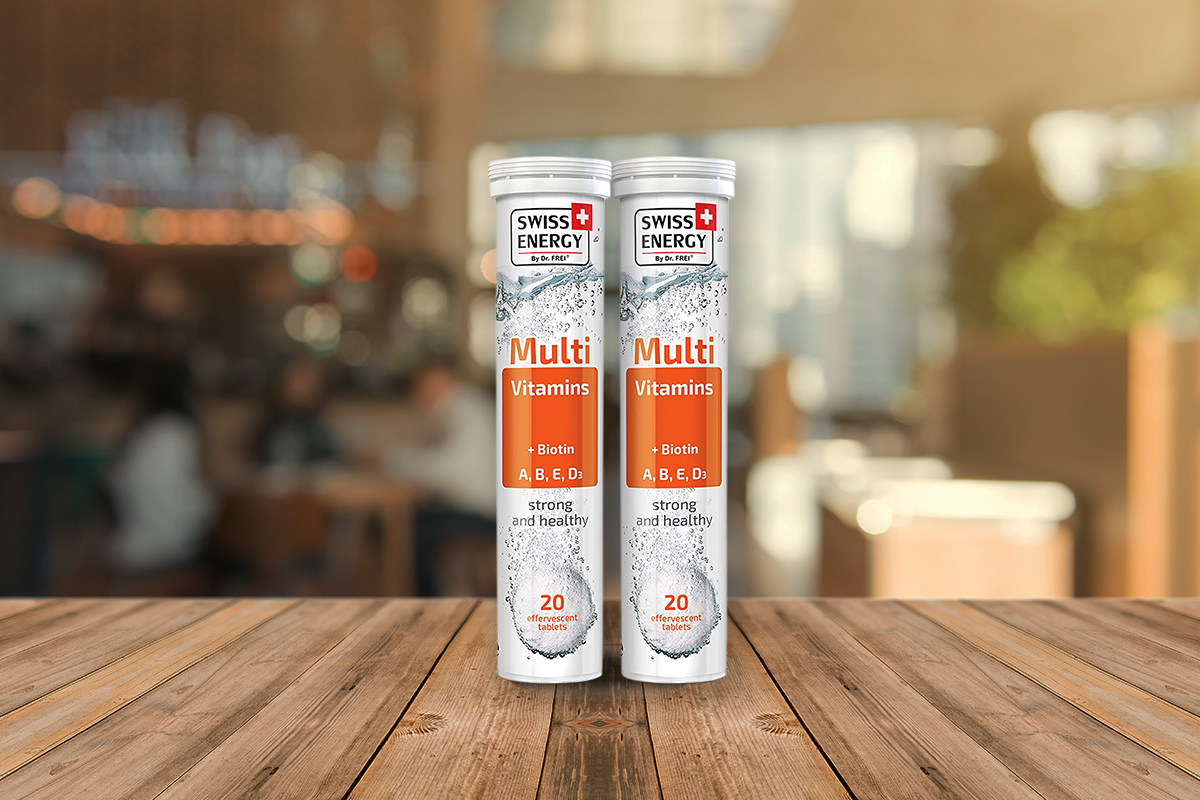 SWISS
ENERGY
By Dr. FREI®
Multi
Vitamins
+ Biotin
A, B, E, D3
strong
and healthy
20
effervescent
tablets
SWISS
ENERGY
By Dr. FREI®
Multi
Vitamins
+ Biotin
A, B, E, D3
strong
and healthy
20
effervescent
tablets